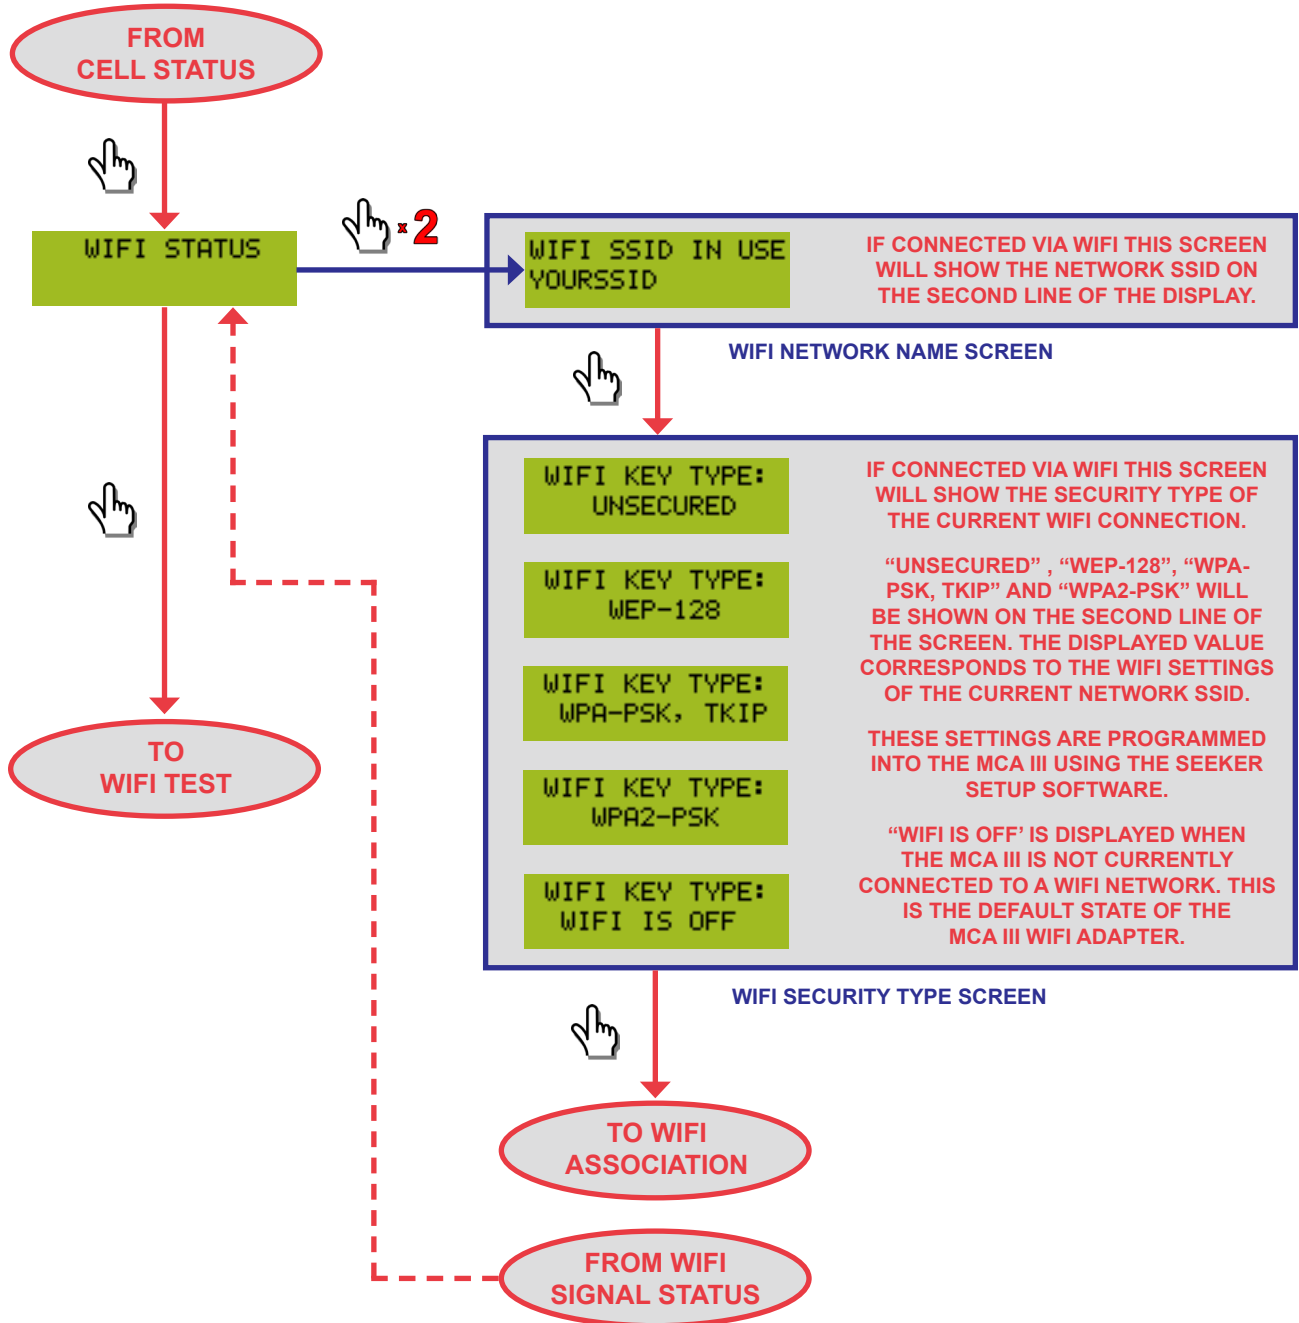 FROM
CELL STATUS
× 2
WIFI STATUS
WIFI SSID IN USE
YOURSSID
IF CONNECTED VIA WIFI THIS SCREEN
WILL SHOW THE NETWORK SSID ON
THE SECOND LINE OF THE DISPLAY.
WIFI NETWORK NAME SCREEN
WIFI KEY TYPE:
UNSECURED
WIFI KEY TYPE:
WEP-128
WIFI KEY TYPE:
WPA-PSK, TKIP
WIFI KEY TYPE:
WPA2-PSK
WIFI KEY TYPE:
WIFI IS OFF
IF CONNECTED VIA WIFI THIS SCREEN
WILL SHOW THE SECURITY TYPE OF
THE CURRENT WIFI CONNECTION.
“UNSECURED” , “WEP-128”, “WPA-
PSK, TKIP” AND “WPA2-PSK” WILL
BE SHOWN ON THE SECOND LINE OF
THE SCREEN. THE DISPLAYED VALUE
CORRESPONDS TO THE WIFI SETTINGS
OF THE CURRENT NETWORK SSID.
THESE SETTINGS ARE PROGRAMMED
INTO THE MCA III USING THE SEEKER
SETUP SOFTWARE.
“WIFI IS OFF’ IS DISPLAYED WHEN
THE MCA III IS NOT CURRENTLY
CONNECTED TO A WIFI NETWORK. THIS
IS THE DEFAULT STATE OF THE
MCA III WIFI ADAPTER.
TO
WIFI TEST
WIFI SECURITY TYPE SCREEN
TO WIFI
ASSOCIATION
FROM WIFI
SIGNAL STATUS